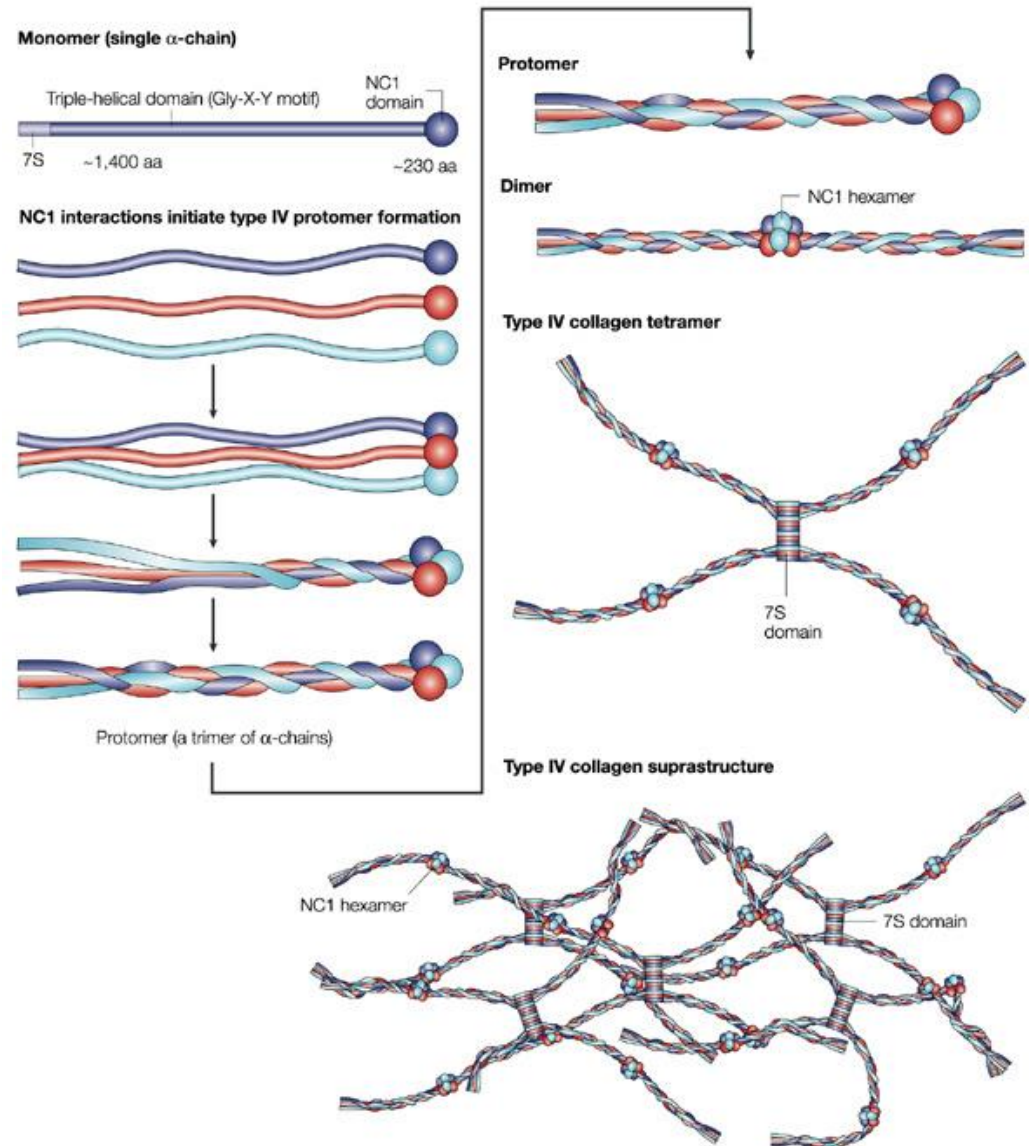 Monomer (single α-chain)
Triple-helical domain (Gly-X-Y motif)
NC1
domain
7S
~1,400 aa
~230 aa
NC1 interactions initiate type IV protomer formation
Protomer (a trimer of α-chains)
Protomer
Dimer
NC1 hexamer
Type IV collagen tetramer
7S
domain
Type IV collagen suprastructure
NC1 hexamer
7S domain